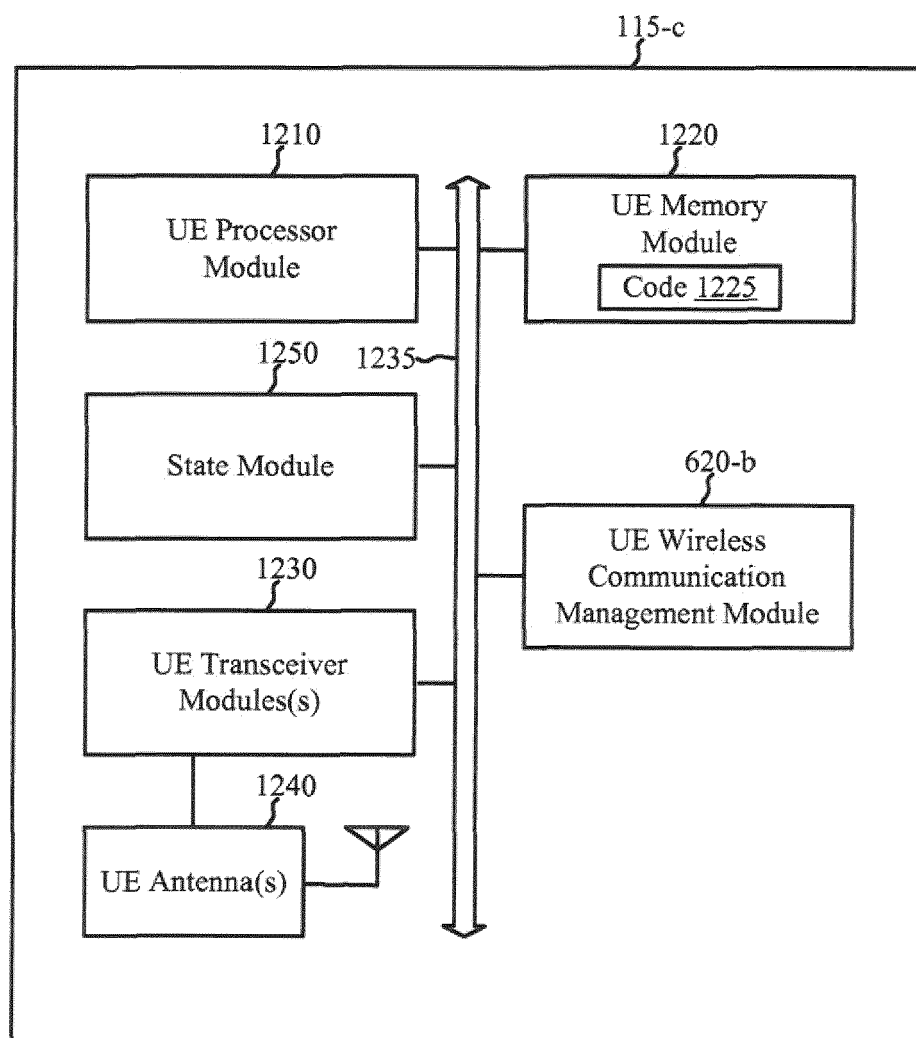 115-c
1210
UE Processor
Module
1220
UE Memory
Module
Code 1225
1235
1250
State Module
620-b
UE Wireless
Communication
Management Module
1230
UE Transceiver
Modules(s)
1240
UE Antenna(s)